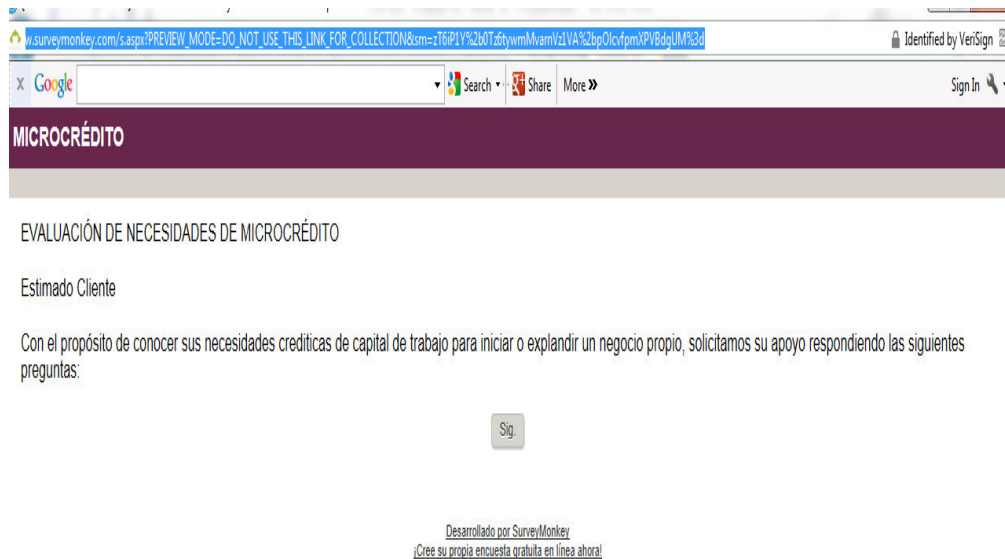 w.surveymonkey.com/s.aspx?PREVIEW_MODE=DO_NOT_USE_THIS_LINK_FOR_COLLECTION&sm=zT6iP1Y%2b0Tz6tywmMvarnVz1VA%2bpOlcvfpmXPVBdgUM%3d Identified by VeriSign
X Google Search Share More » Sign In
MICROCRÉDITO
EVALUACIÓN DE NECESIDADES DE MICROCRÉDITO
Estimado Cliente
Con el propósito de conocer sus necesidades crediticas de capital de trabajo para iniciar o explandir un negocio propio, solicitamos su apoyo respondiendo las siguientes
preguntas:
Sig.
Desarrollado por SurveyMonkey
¡Cree su propia encuesta gratuita en línea ahora!